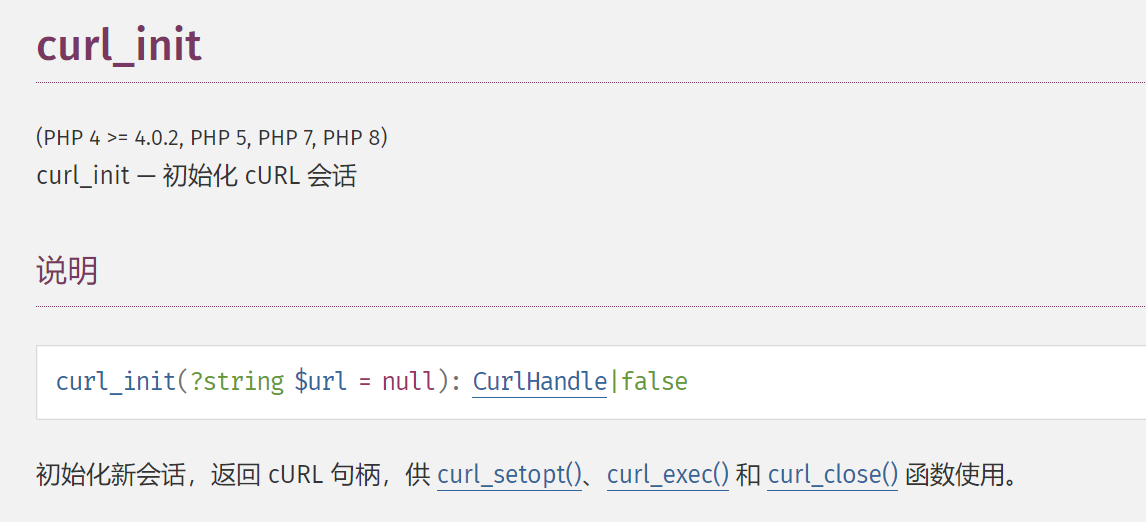 curl_init
(PHP 4 >= 4.0.2, PHP 5, PHP 7, PHP 8)
curl_init — 初始化 cURL 会话
说明
curl_init(?string $url = null): CurlHandle|false
初始化新会话，返回 cURL 句柄，供 curl_setopt()、curl_exec() 和 curl_close() 函数使用。